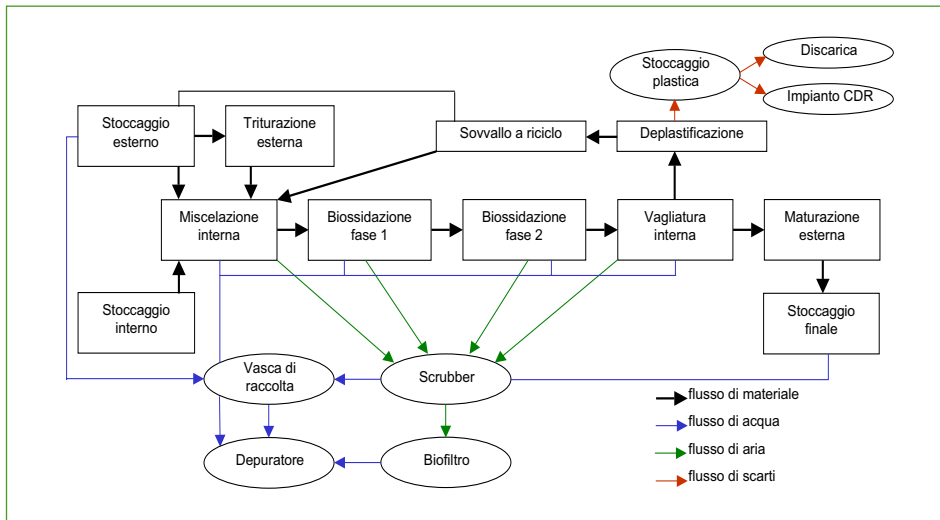 Discarica
Stoccaggio
plastica
Impianto CDR
Stoccaggio
esterno
Triturazione
esterna
Sovvallo a riciclo
Deplastificazione
Miscelazione
interna
Biossidazione
fase 1
Biossidazione
fase 2
Vagliatura
interna
Maturazione
esterna
Stoccaggio
interno
Stoccaggio
finale
Vasca di
raccolta
Scrubber
Depuratore
Biofiltro
flusso di materiale
flusso di acqua
flusso di aria
flusso di scarti